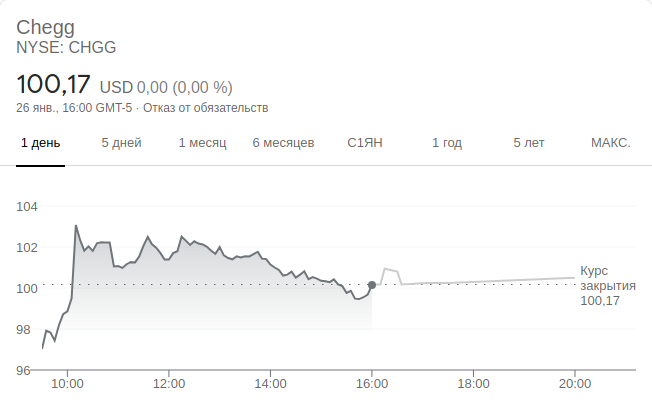 Chegg
NYSE: CHGG
100,17 USD 0,00 (0,00 %)
26 янв., 16:00 GMT-5 · Отказ от обязательств
1 день 5 дней 1 месяц 6 месяцев С1ЯН 1 год 5 лет МАКС.
104
102
100
98
96
Курс
закрытия
100,17
10:00 12:00 14:00 16:00 18:00 20:00